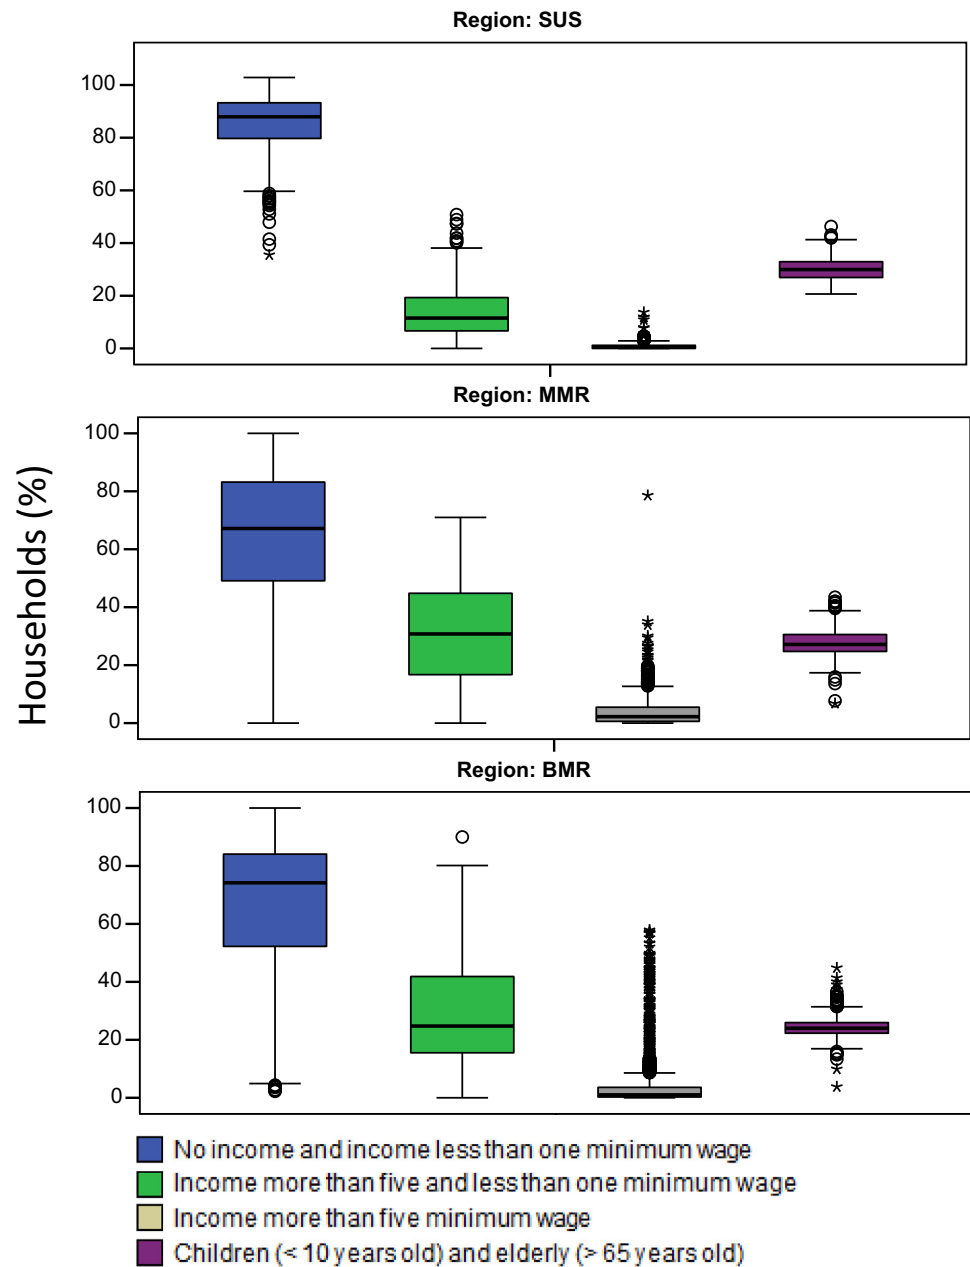 Region: SUS
100
80
60
40
20
0
Region: MMR
100
80
60
40
20
0
Households (%)
Region: BMR
100
80
60
40
20
0
No income and income less than one minimum wage
Income more than five and less than one minimum wage
Income more than five minimum wage
Children (< 10 years old) and elderly (> 65 years old)